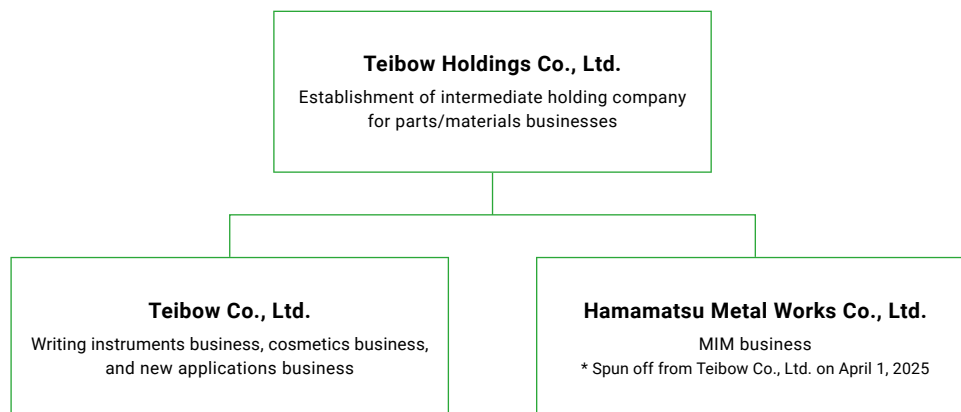 Teibow Holdings Co., Ltd.
Establishment of intermediate holding company
for parts/materials businesses
Teibow Co., Ltd.
Writing instruments business, cosmetics business,
and new applications business
Hamamatsu Metal Works Co., Ltd.
MIM business
* Spun off from Teibow Co., Ltd. on April 1, 2025